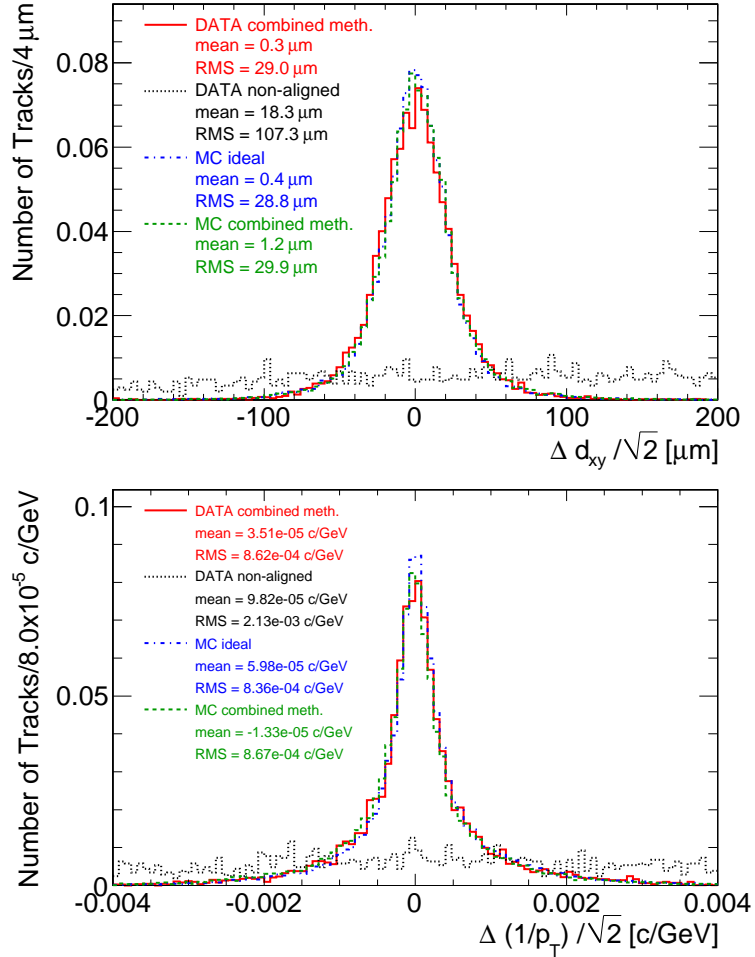 Number of Tracks/4 μm
0.08
0.06
0.04
0.02
0
DATA combined meth.
mean = 0.3 μm
RMS = 29.0 μm
DATA non-aligned
mean = 18.3 μm
RMS = 107.3 μm
MC ideal
mean = 0.4 μm
RMS = 28.8 μm
MC combined meth.
mean = 1.2 μm
RMS = 29.9 μm
-200 -100 0 100 200
Δ d_xy /√2 [μm]
Number of Tracks/8.0x10^-5 c/GeV
0.1
0.05
0
DATA combined meth.
mean = 3.51e-05 c/GeV
RMS = 8.62e-04 c/GeV
DATA non-aligned
mean = 9.82e-05 c/GeV
RMS = 2.13e-03 c/GeV
MC ideal
mean = 5.98e-05 c/GeV
RMS = 8.36e-04 c/GeV
MC combined meth.
mean = -1.33e-05 c/GeV
RMS = 8.67e-04 c/GeV
-0.004 -0.002 0 0.002 0.004
Δ (1/p_T) /√2 [c/GeV]